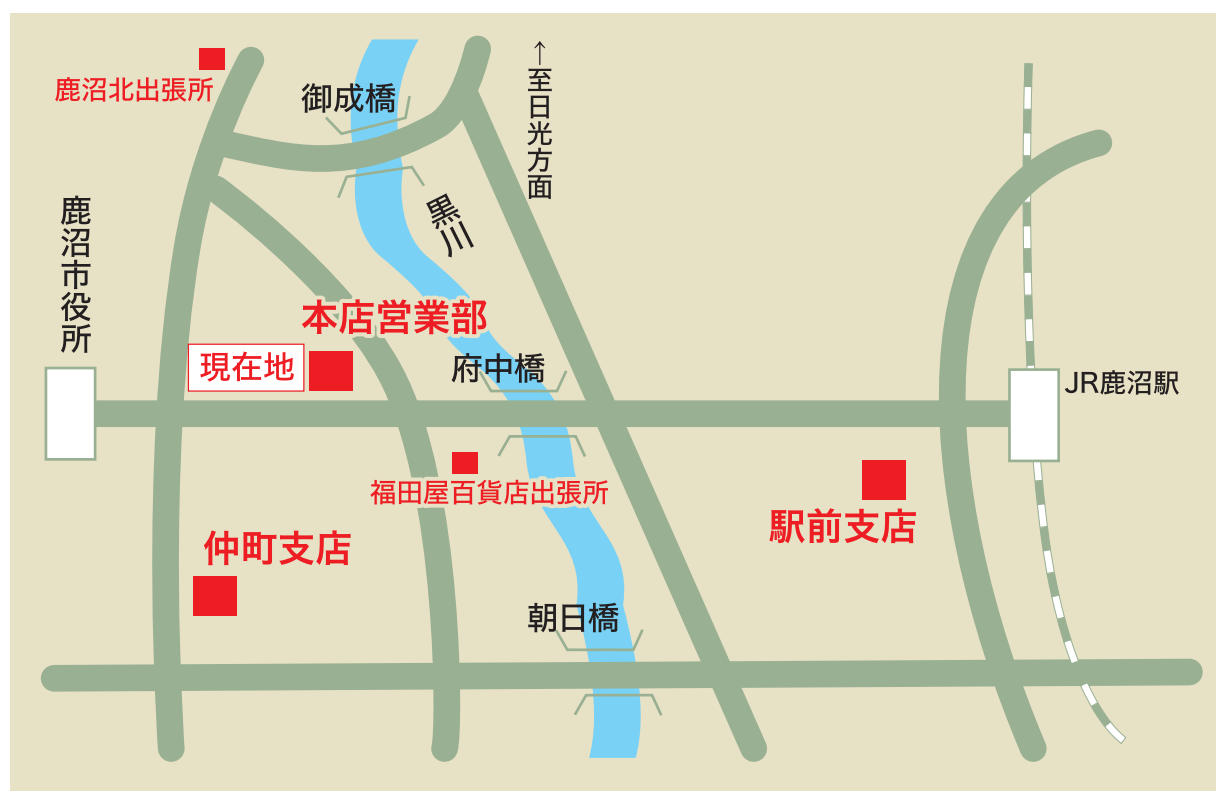 鹿沼北出張所
御成橋
↑至日光方面
黒川
鹿沼市役所
本店営業部
現在地
府中橋
JR鹿沼駅
福田屋百貨店出張所
駅前支店
仲町支店
朝日橋